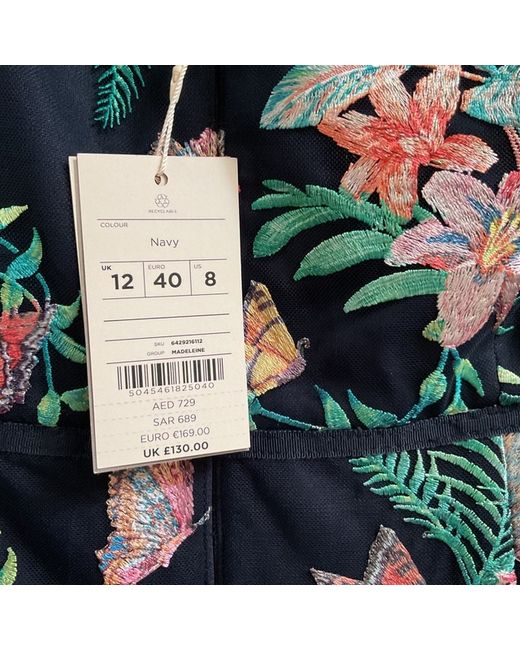 RECYCLABLE
COLOUR
Navy
UK 12 EURO 40 US 8
SKU 6429216112
GROUP MADELEINE
5045461825040
AED 729
SAR 689
EURO €169.00
UK £130.00